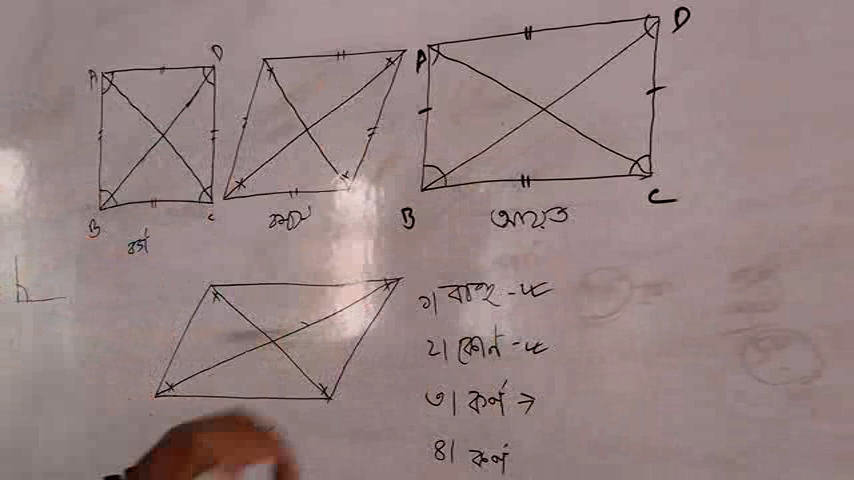 A D
B C
বর্গ
রম্বস
A D
B C
আয়ত
১| বাহু -
২| কোণ -
৩| কর্ণ →
৪| কর্ণ